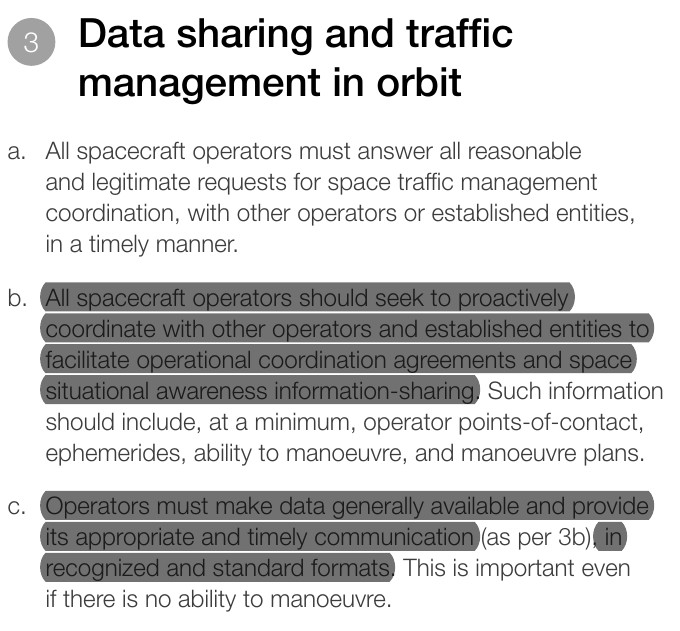 3 Data sharing and traffic
management in orbit
a. All spacecraft operators must answer all reasonable
and legitimate requests for space traffic management
coordination, with other operators or established entities,
in a timely manner.
b. All spacecraft operators should seek to proactively
coordinate with other operators and established entities to
facilitate operational coordination agreements and space
situational awareness information-sharing. Such information
should include, at a minimum, operator points-of-contact,
ephemerides, ability to manoeuvre, and manoeuvre plans.
c. Operators must make data generally available and provide
its appropriate and timely communication (as per 3b), in
recognized and standard formats. This is important even
if there is no ability to manoeuvre.